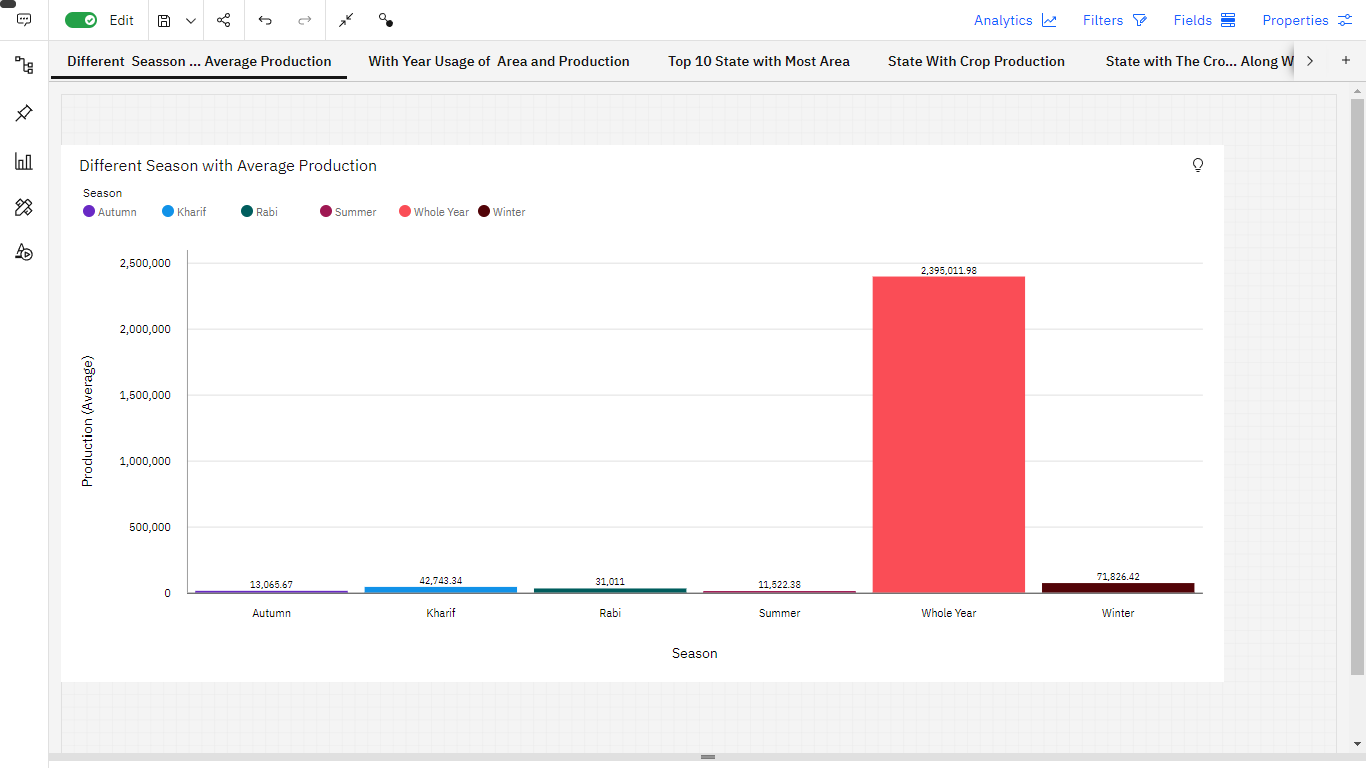 Edit
Analytics
Filters
Fields
Properties
Different Seasson ... Average Production
With Year Usage of Area and Production
Top 10 State with Most Area
State With Crop Production
State with The Cro... Along W
Different Season with Average Production
Season
Autumn
Kharif
Rabi
Summer
Whole Year
Winter
Production (Average)
2,500,000
2,000,000
1,500,000
1,000,000
500,000
0
13,065.67
42,743.34
31,011
11,522.38
2,395,011.98
71,826.42
Autumn
Kharif
Rabi
Summer
Whole Year
Winter
Season